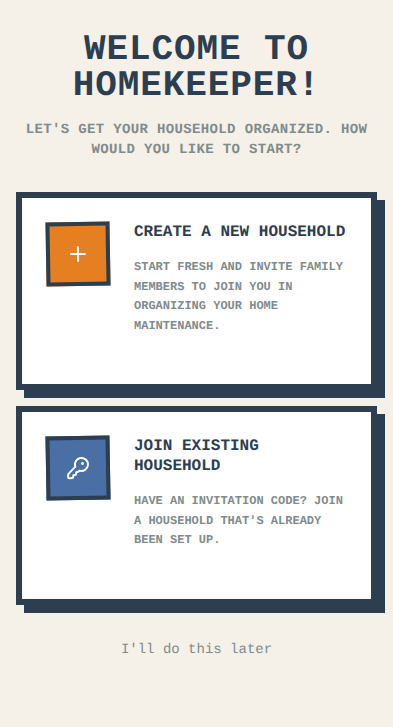 WELCOME TO
HOMEKEEPER!
LET'S GET YOUR HOUSEHOLD ORGANIZED. HOW
WOULD YOU LIKE TO START?
CREATE A NEW HOUSEHOLD
START FRESH AND INVITE FAMILY
MEMBERS TO JOIN YOU IN
ORGANIZING YOUR HOME
MAINTENANCE.
JOIN EXISTING
HOUSEHOLD
HAVE AN INVITATION CODE? JOIN
A HOUSEHOLD THAT'S ALREADY
BEEN SET UP.
I'll do this later